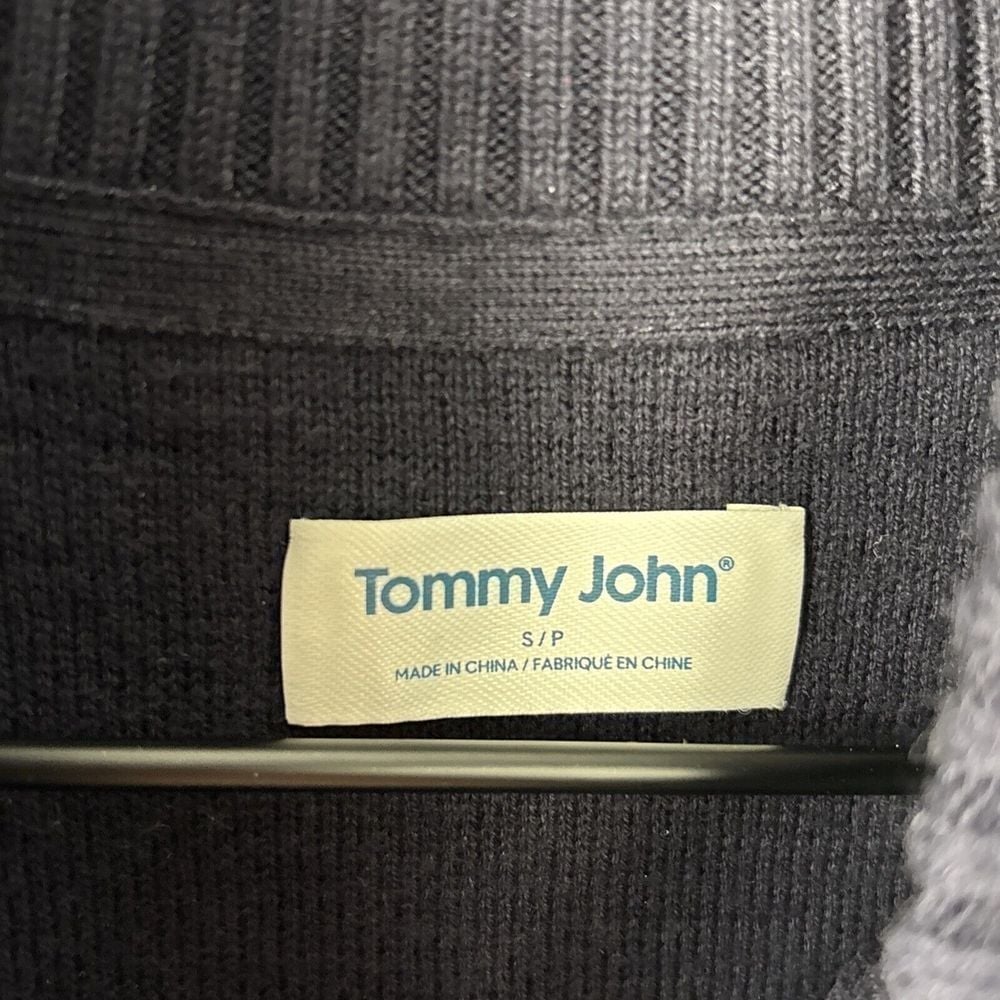 Tommy John®
S / P
MADE IN CHINA / FABRIQUÉ EN CHINE